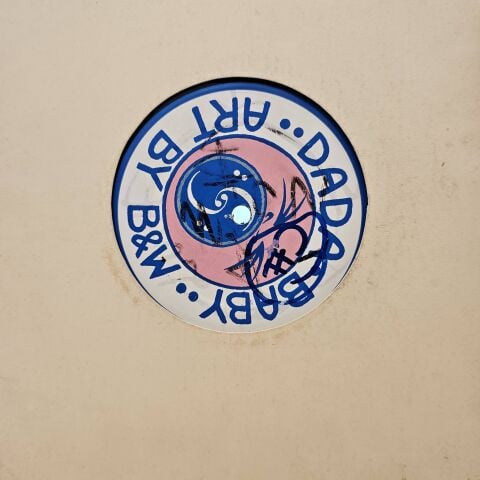 DADA BABY •• ART BY B&M ••